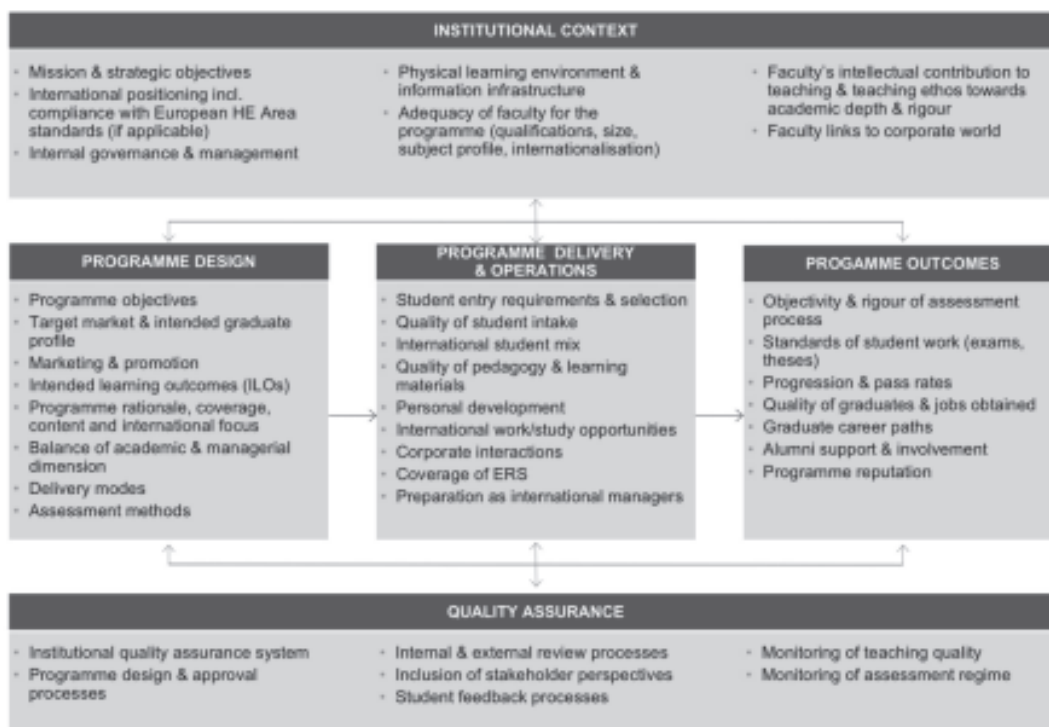 INSTITUTIONAL CONTEXT
Mission & strategic objectives
International positioning incl.
compliance with European HE Area
standards (if applicable)
Internal governance & management
Physical learning environment &
information infrastructure
Adequacy of faculty for the
programme (qualifications, size,
subject profile, internationalisation)
Faculty's intellectual contribution to
teaching & teaching ethos towards
academic depth & rigour
Faculty links to corporate world
PROGRAMME DESIGN
Programme objectives
Target market & intended graduate
profile
Marketing & promotion
Intended learning outcomes (ILOs)
Programme rationale, coverage,
content and international focus
Balance of academic & managerial
dimension
Delivery modes
Assessment methods
PROGRAMME DELIVERY
& OPERATIONS
Student entry requirements & selection
Quality of student intake
International student mix
Quality of pedagogy & learning
materials
Personal development
International work/study opportunities
Corporate interactions
Coverage of ERS
Preparation as international managers
PROGAMME OUTCOMES
Objectivity & rigour of assessment
process
Standards of student work (exams,
theses)
Progression & pass rates
Quality of graduates & jobs obtained
Graduate career paths
Alumni support & involvement
Programme reputation
QUALITY ASSURANCE
Institutional quality assurance system
Programme design & approval
processes
Internal & external review processes
Inclusion of stakeholder perspectives
Student feedback processes
Monitoring of teaching quality
Monitoring of assessment regime